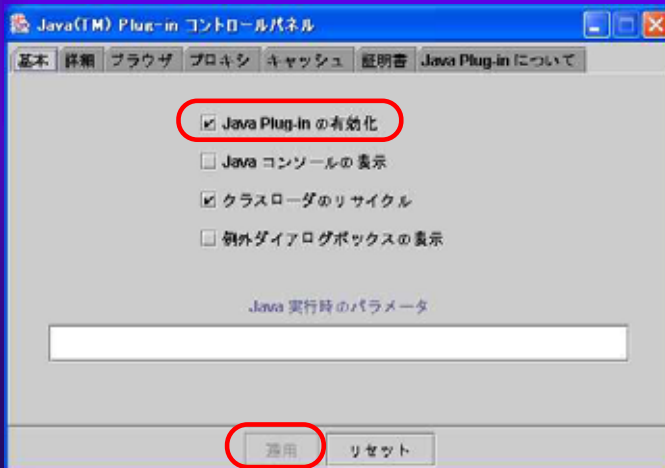 Java(TM) Plug-in コントロールパネル
基本 詳細 ブラウザ プロキシ キャッシュ 証明書 Java Plug-in について
Java Plug-in の有効化
Java コンソールの表示
クラスローダのリサイクル
例外ダイアログボックスの表示
Java 実行時のパラメータ
適用 リセット